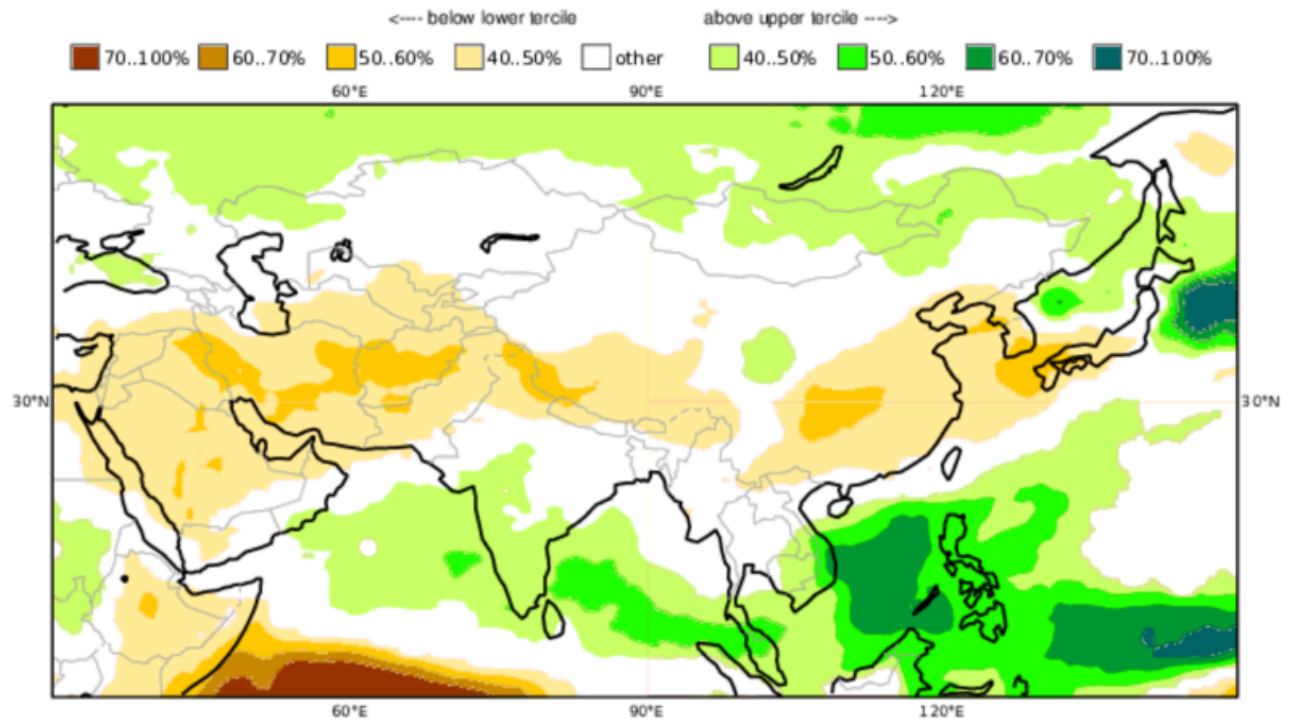 <---- below lower tercile above upper tercile ---->
70..100% 60..70% 50..60% 40..50% other 40..50% 50..60% 60..70% 70..100%
60°E 90°E 120°E
30°N 30°N
60°E 90°E 120°E